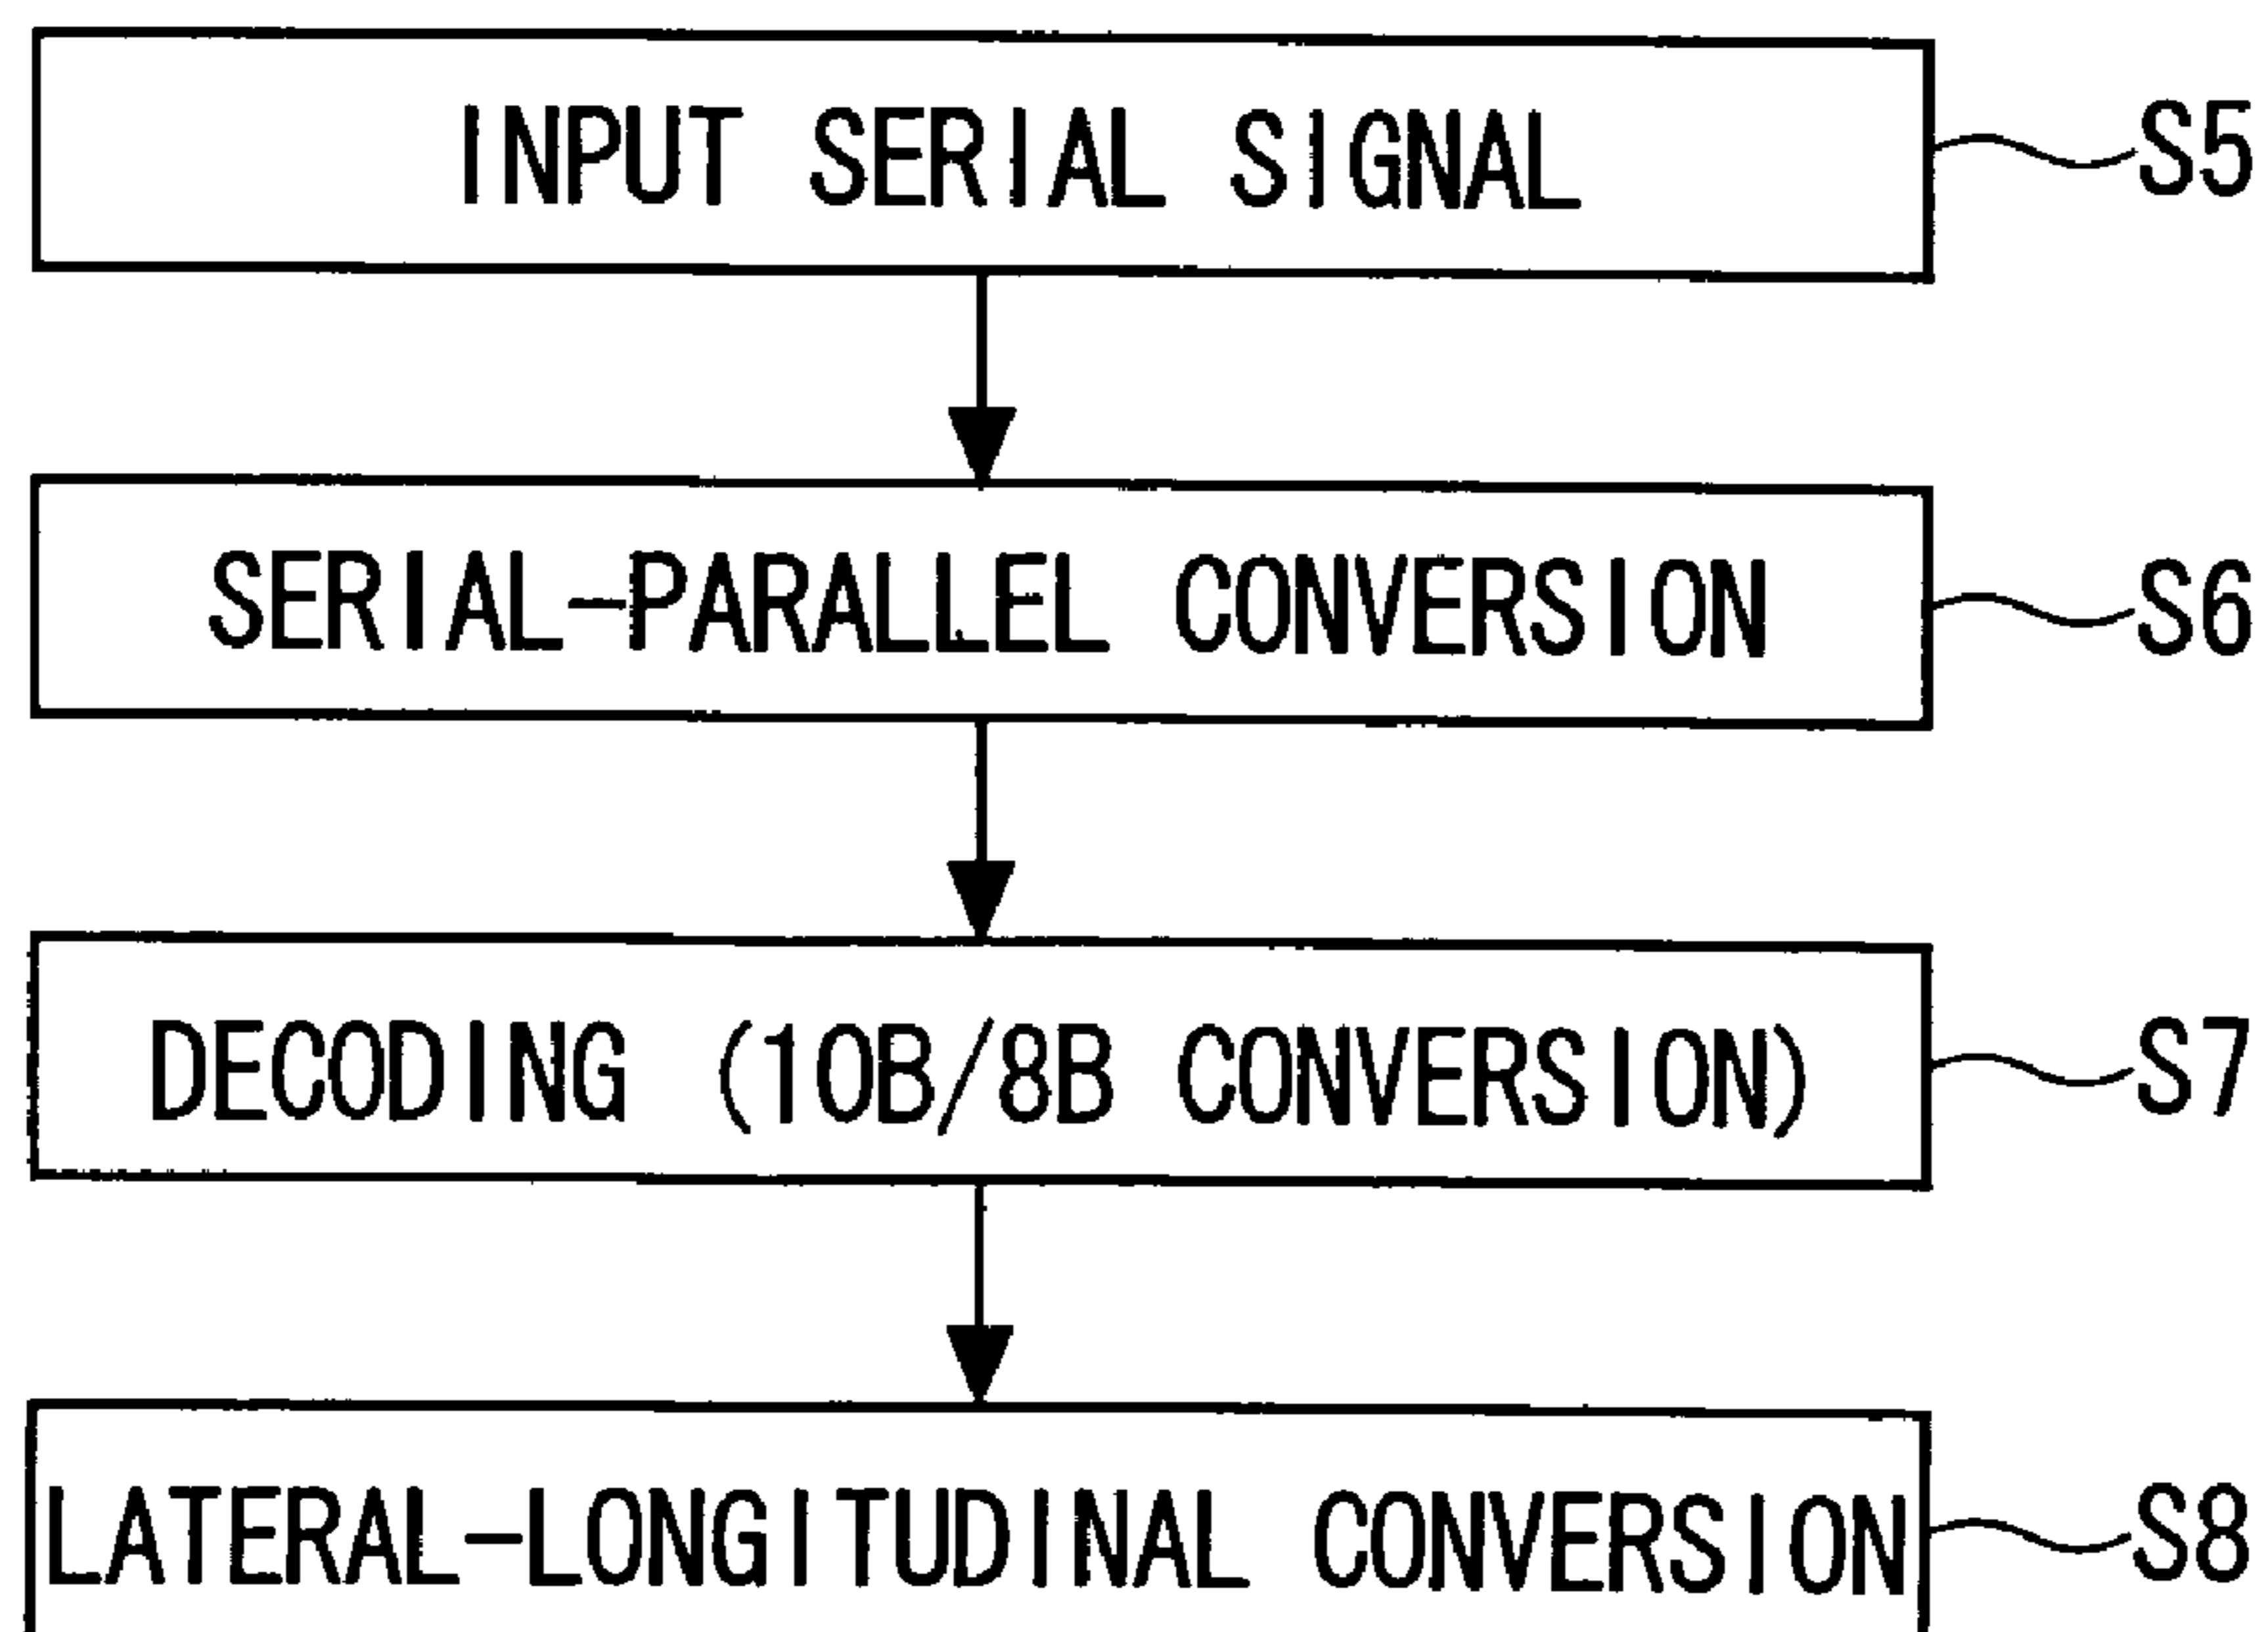 INPUT SERIAL SIGNAL S5
SERIAL-PARALLEL CONVERSION S6
DECODING (10B/8B CONVERSION) S7
LATERAL-LONGITUDINAL CONVERSION S8